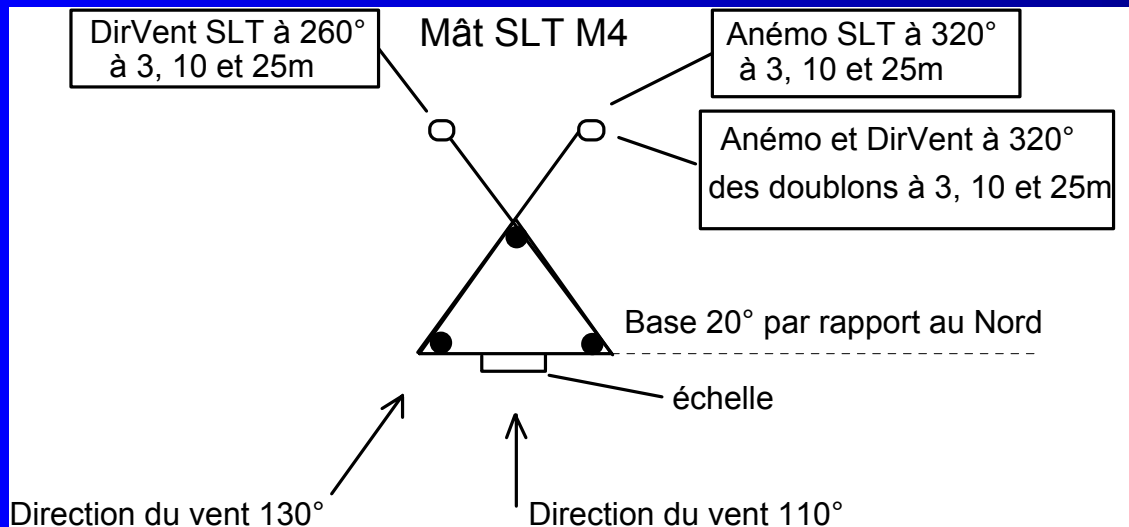 DirVent SLT à 260°
à 3, 10 et 25m
Mât SLT M4
Anémo SLT à 320°
à 3, 10 et 25m
Anémo et DirVent à 320°
des doublons à 3, 10 et 25m
Base 20° par rapport au Nord
échelle
Direction du vent 130°
Direction du vent 110°